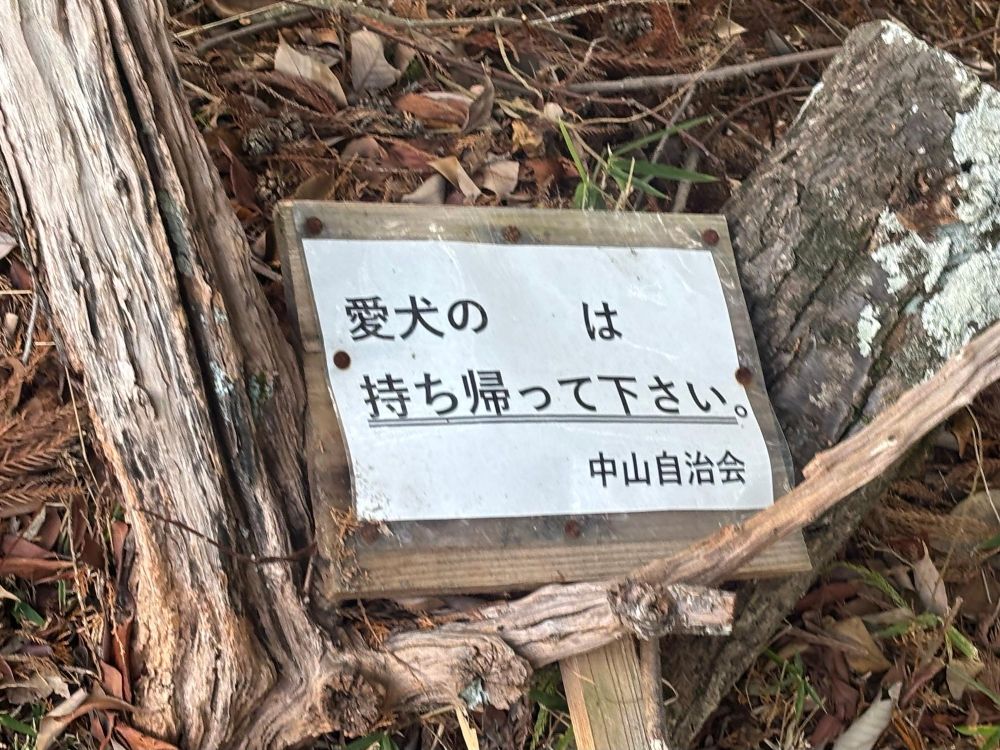 愛犬の　　は
持ち帰って下さい。
中山自治会